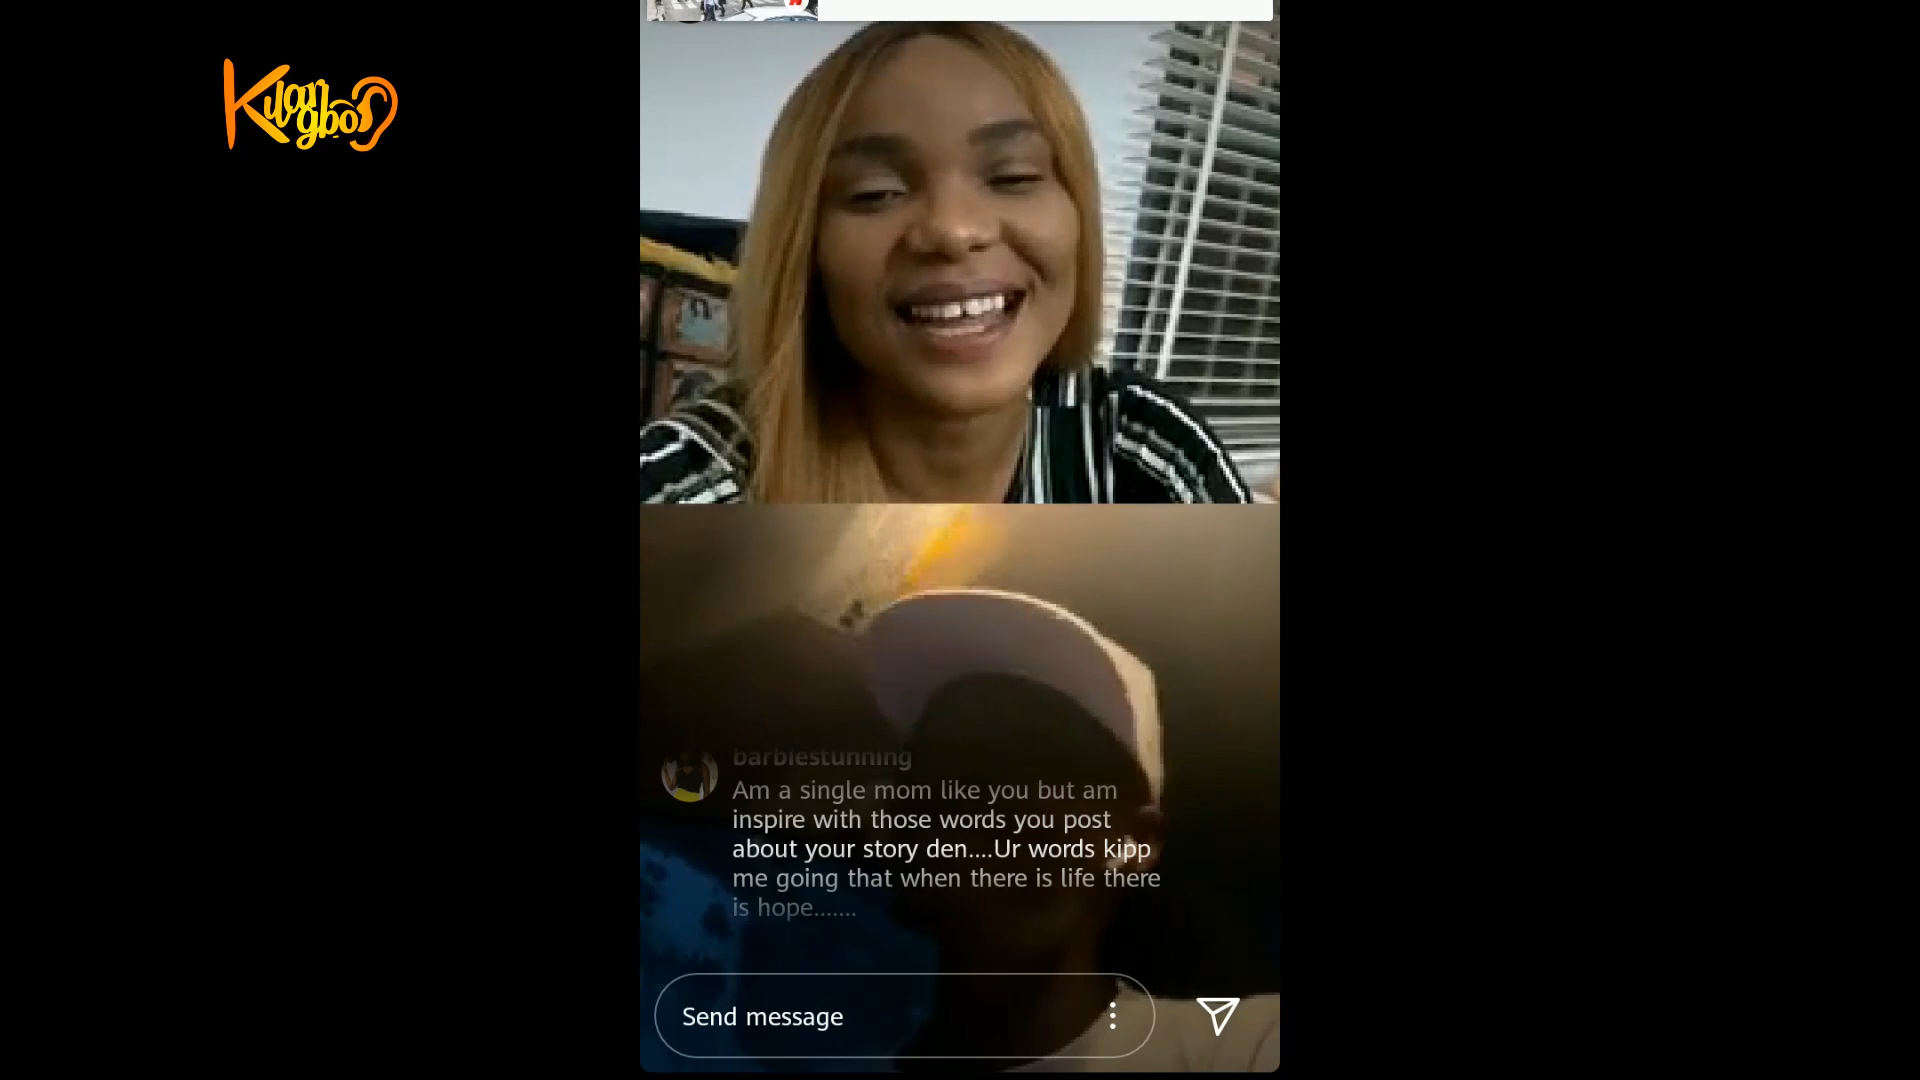 barbiestunning
Am a single mom like you but am
inspire with those words you post
about your story den....Ur words kipp
me going that when there is life there
is hope.......
Send message